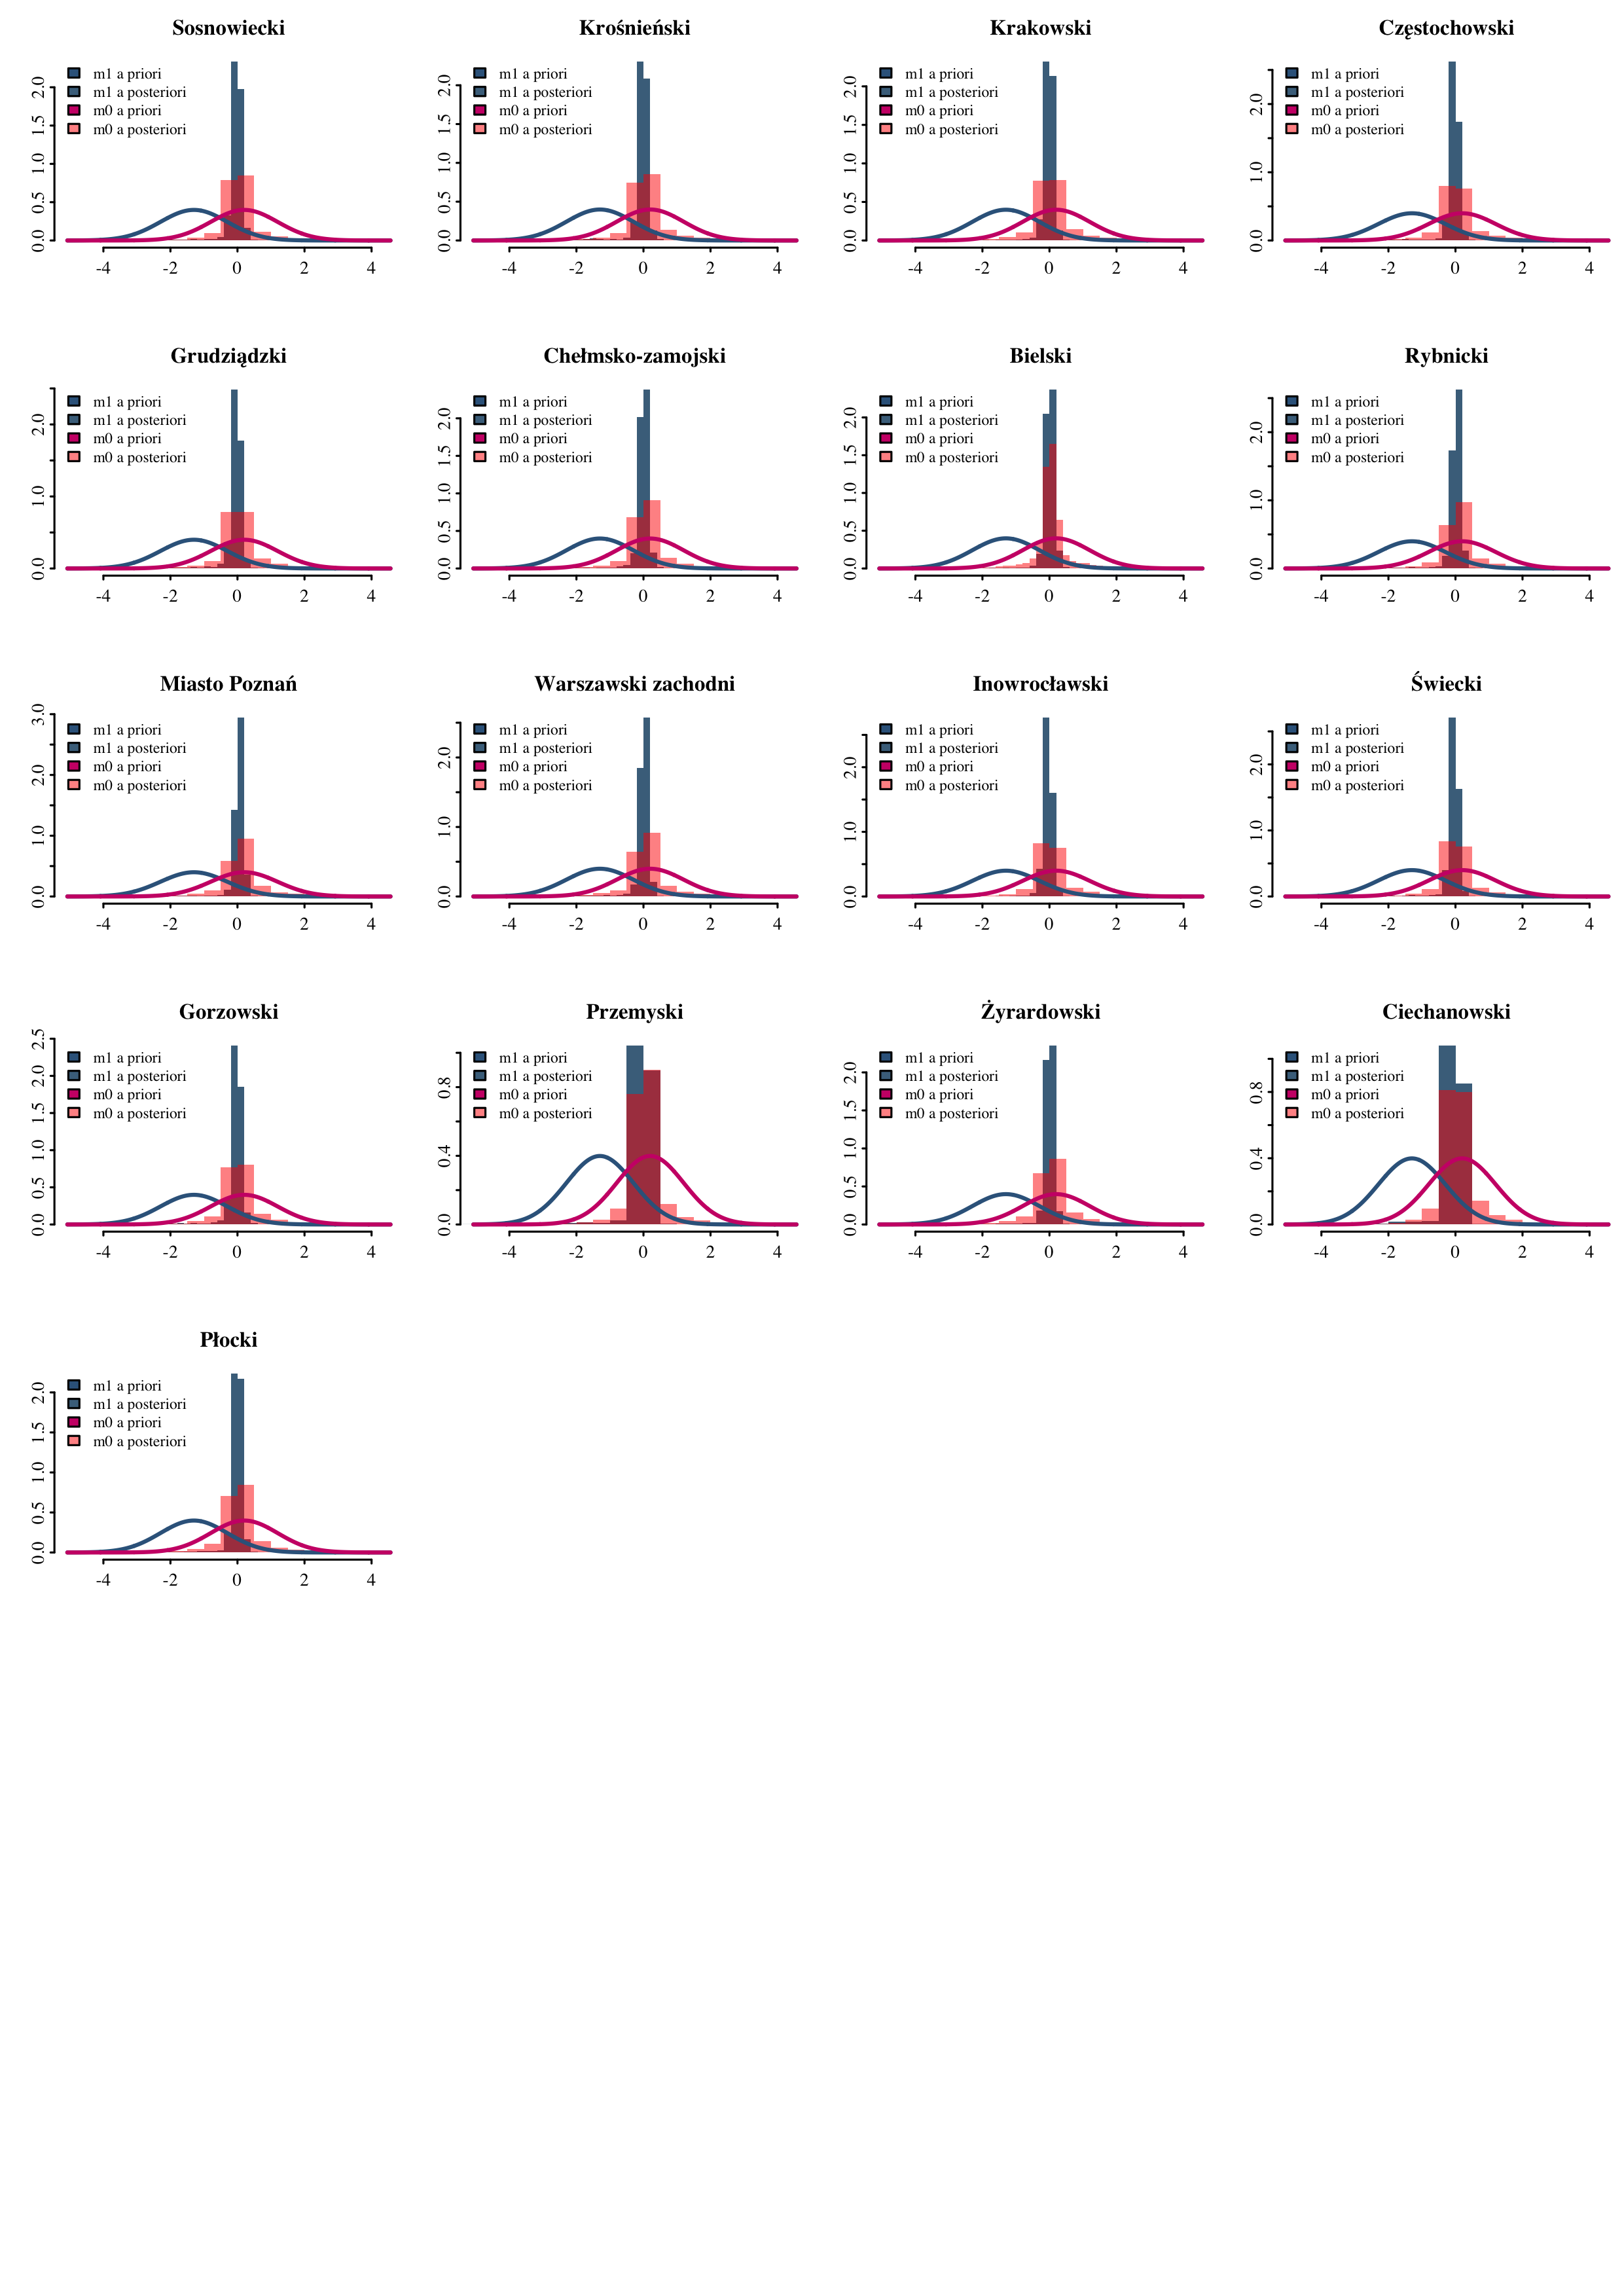 Sosnowiecki
m1 a priori
m1 a posteriori
m0 a priori
m0 a posteriori
0.0 0.5 1.0 1.5 2.0
-4 -2 0 2 4
Krośnieński
m1 a priori
m1 a posteriori
m0 a priori
m0 a posteriori
0.0 0.5 1.0 1.5 2.0
-4 -2 0 2 4
Krakowski
m1 a priori
m1 a posteriori
m0 a priori
m0 a posteriori
0.0 0.5 1.0 1.5 2.0
-4 -2 0 2 4
Częstochowski
m1 a priori
m1 a posteriori
m0 a priori
m0 a posteriori
0.0 1.0 2.0
-4 -2 0 2 4
Grudziądzki
m1 a priori
m1 a posteriori
m0 a priori
m0 a posteriori
0.0 1.0 2.0
-4 -2 0 2 4
Chełmsko-zamojski
m1 a priori
m1 a posteriori
m0 a priori
m0 a posteriori
0.0 0.5 1.0 1.5 2.0
-4 -2 0 2 4
Bielski
m1 a priori
m1 a posteriori
m0 a priori
m0 a posteriori
0.0 0.5 1.0 1.5 2.0
-4 -2 0 2 4
Rybnicki
m1 a priori
m1 a posteriori
m0 a priori
m0 a posteriori
0.0 1.0 2.0
-4 -2 0 2 4
Miasto Poznań
m1 a priori
m1 a posteriori
m0 a priori
m0 a posteriori
0.0 1.0 2.0 3.0
-4 -2 0 2 4
Warszawski zachodni
m1 a priori
m1 a posteriori
m0 a priori
m0 a posteriori
0.0 1.0 2.0
-4 -2 0 2 4
Inowrocławski
m1 a priori
m1 a posteriori
m0 a priori
m0 a posteriori
0.0 1.0 2.0
-4 -2 0 2 4
Świecki
m1 a priori
m1 a posteriori
m0 a priori
m0 a posteriori
0.0 1.0 2.0
-4 -2 0 2 4
Gorzowski
m1 a priori
m1 a posteriori
m0 a priori
m0 a posteriori
0.0 0.5 1.0 1.5 2.0 2.5
-4 -2 0 2 4
Przemyski
m1 a priori
m1 a posteriori
m0 a priori
m0 a posteriori
0.0 0.4 0.8
-4 -2 0 2 4
Żyrardowski
m1 a priori
m1 a posteriori
m0 a priori
m0 a posteriori
0.0 0.5 1.0 1.5 2.0
-4 -2 0 2 4
Ciechanowski
m1 a priori
m1 a posteriori
m0 a priori
m0 a posteriori
0.0 0.4 0.8
-4 -2 0 2 4
Płocki
m1 a priori
m1 a posteriori
m0 a priori
m0 a posteriori
0.0 0.5 1.0 1.5 2.0
-4 -2 0 2 4